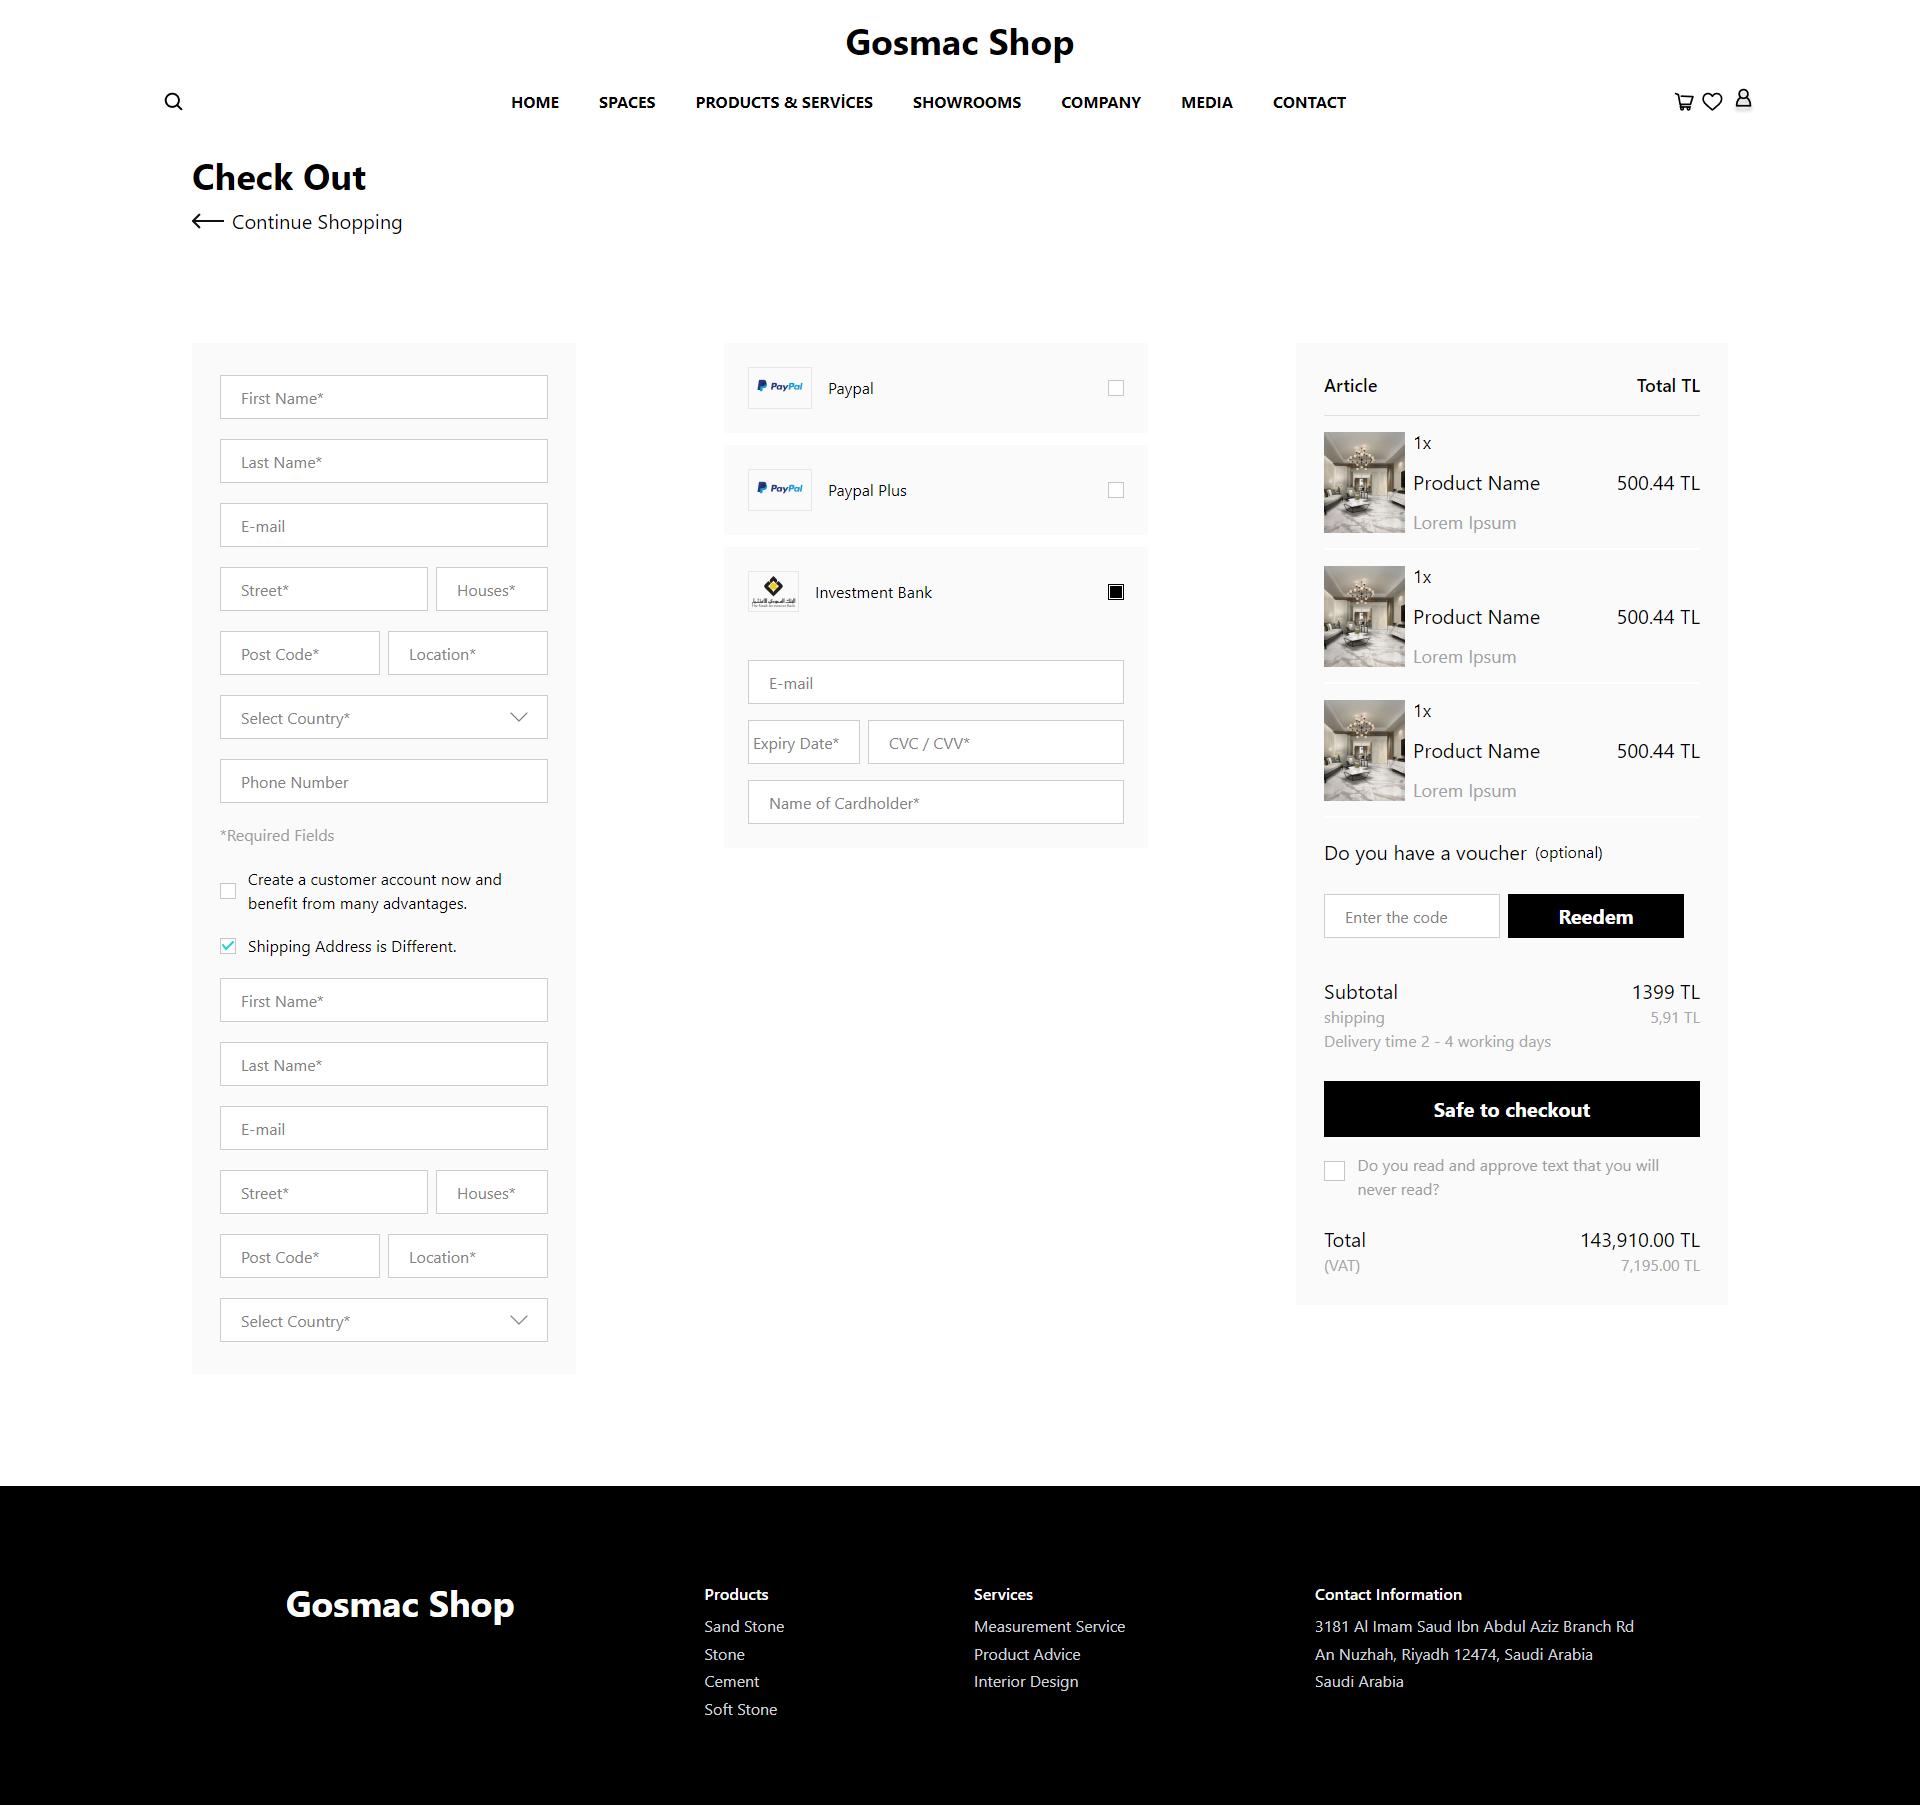 Gosmac Shop
HOME SPACES PRODUCTS & SERVİCES SHOWROOMS COMPANY MEDIA CONTACT
Check Out
Continue Shopping
First Name*
Last Name*
E-mail
Street* Houses*
Post Code* Location*
Select Country*
Phone Number
*Required Fields
Create a customer account now and
benefit from many advantages.
Shipping Address is Different.
First Name*
Last Name*
E-mail
Street* Houses*
Post Code* Location*
Select Country*
PayPal Paypal
PayPal Paypal Plus
Investment Bank
E-mail
Expiry Date* CVC / CVV*
Name of Cardholder*
Article Total TL
1x
Product Name 500.44 TL
Lorem Ipsum
1x
Product Name 500.44 TL
Lorem Ipsum
1x
Product Name 500.44 TL
Lorem Ipsum
Do you have a voucher (optional)
Enter the code Reedem
Subtotal 1399 TL
shipping 5,91 TL
Delivery time 2 - 4 working days
Safe to checkout
Do you read and approve text that you will
never read?
Total 143,910.00 TL
(VAT) 7,195.00 TL
Gosmac Shop
Products
Sand Stone
Stone
Cement
Soft Stone
Services
Measurement Service
Product Advice
Interior Design
Contact Information
3181 Al Imam Saud Ibn Abdul Aziz Branch Rd
An Nuzhah, Riyadh 12474, Saudi Arabia
Saudi Arabia